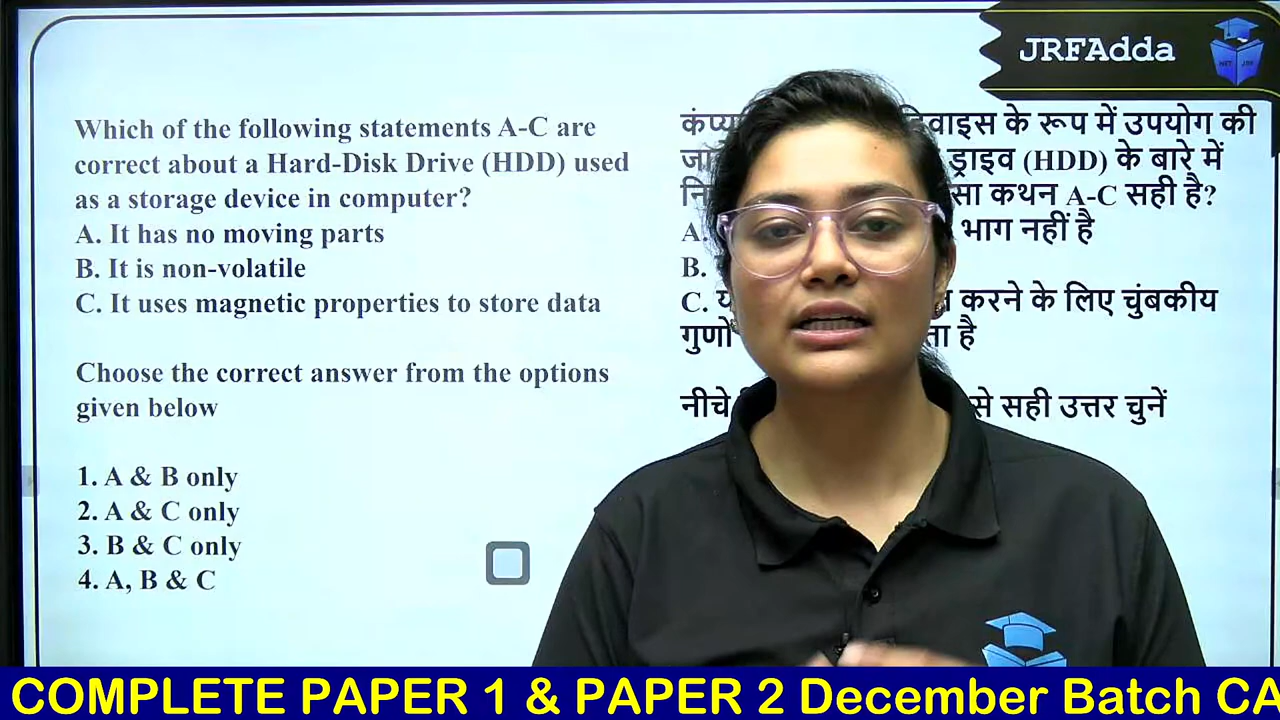 JRFAdda
NET JRF
Which of the following statements A-C are
correct about a Hard-Disk Drive (HDD) used
as a storage device in computer?
A. It has no moving parts
B. It is non-volatile
C. It uses magnetic properties to store data
Choose the correct answer from the options
given below
1. A & B only
2. A & C only
3. B & C only
4. A, B & C
के रूप में उपयोग की
ड्राइव (HDD) के बारे में
कथन A-C सही है?
A. भाग नहीं है
B.
C. करने के लिए चुंबकीय
है
नीचे से सही उत्तर चुनें
COMPLETE PAPER 1 & PAPER 2 December Batch